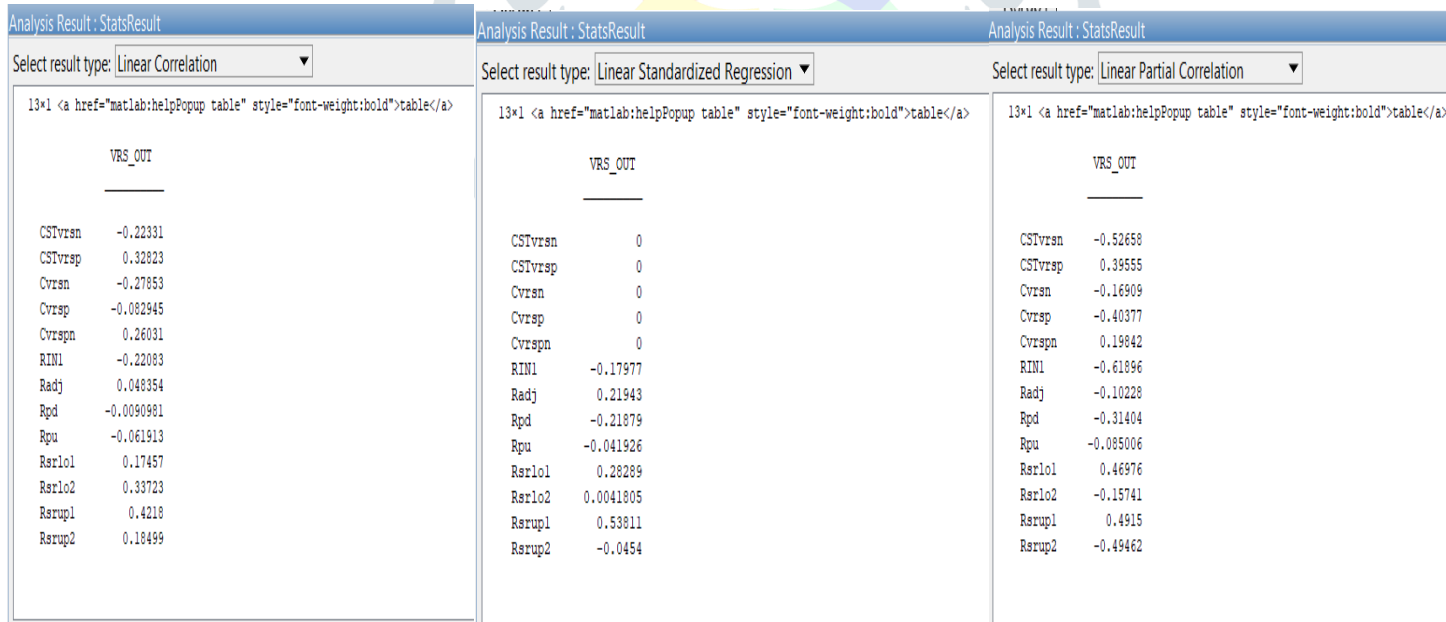 Analysis Result : StatsResult
Select result type: Linear Correlation
13×1 <a href="matlab:helpPopup table" style="font-weight:bold">table</a>
VRS_OUT
CSTvrsn -0.22331
CSTvrsp 0.32823
Cvrsn -0.27853
Cvrsp -0.082945
Cvrspn 0.26031
RIN1 -0.22083
Radj 0.048354
Rpd -0.0090981
Rpu -0.061913
Rsrlo1 0.17457
Rsrlo2 0.33723
Rsrup1 0.4218
Rsrup2 0.18499
Analysis Result : StatsResult
Select result type: Linear Standardized Regression
13×1 <a href="matlab:helpPopup table" style="font-weight:bold">table</a>
VRS_OUT
CSTvrsn 0
CSTvrsp 0
Cvrsn 0
Cvrsp 0
Cvrspn 0
RIN1 -0.17977
Radj 0.21943
Rpd -0.21879
Rpu -0.041926
Rsrlo1 0.28289
Rsrlo2 0.0041805
Rsrup1 0.53811
Rsrup2 -0.0454
Analysis Result : StatsResult
Select result type: Linear Partial Correlation
13×1 <a href="matlab:helpPopup table" style="font-weight:bold">table</a>
VRS_OUT
CSTvrsn -0.52658
CSTvrsp 0.39555
Cvrsn -0.16909
Cvrsp -0.40377
Cvrspn 0.19842
RIN1 -0.61896
Radj -0.10228
Rpd -0.31404
Rpu -0.085006
Rsrlo1 0.46976
Rsrlo2 -0.15741
Rsrup1 0.4915
Rsrup2 -0.49462